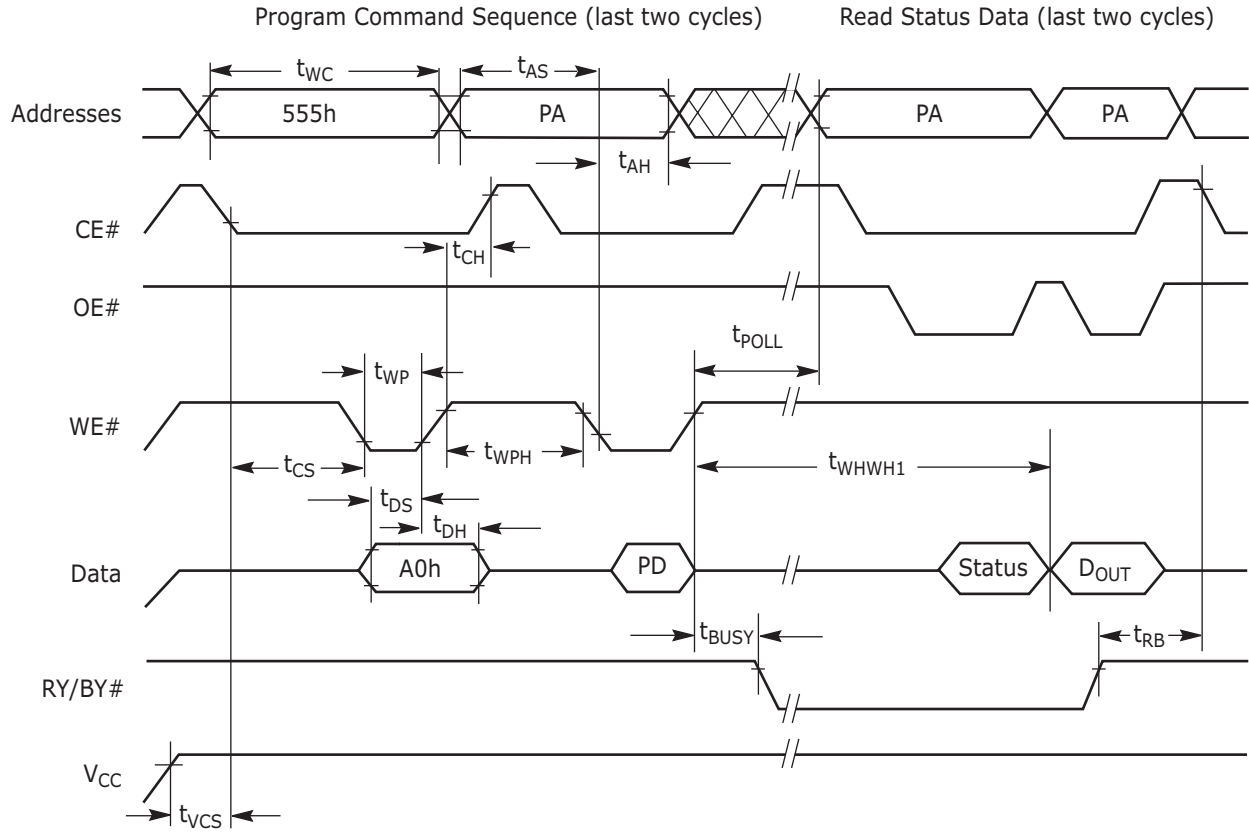 Program Command Sequence (last two cycles)
Read Status Data (last two cycles)
tWC
tAS
Addresses
555h
PA
PA
PA
tAH
CE#
tCH
OE#
tPOLL
tWP
WE#
tCS
tWPH
tWHWH1
tDS
tDH
Data
A0h
PD
Status
DOUT
tBUSY
tRB
RY/BY#
VCC
tVCS